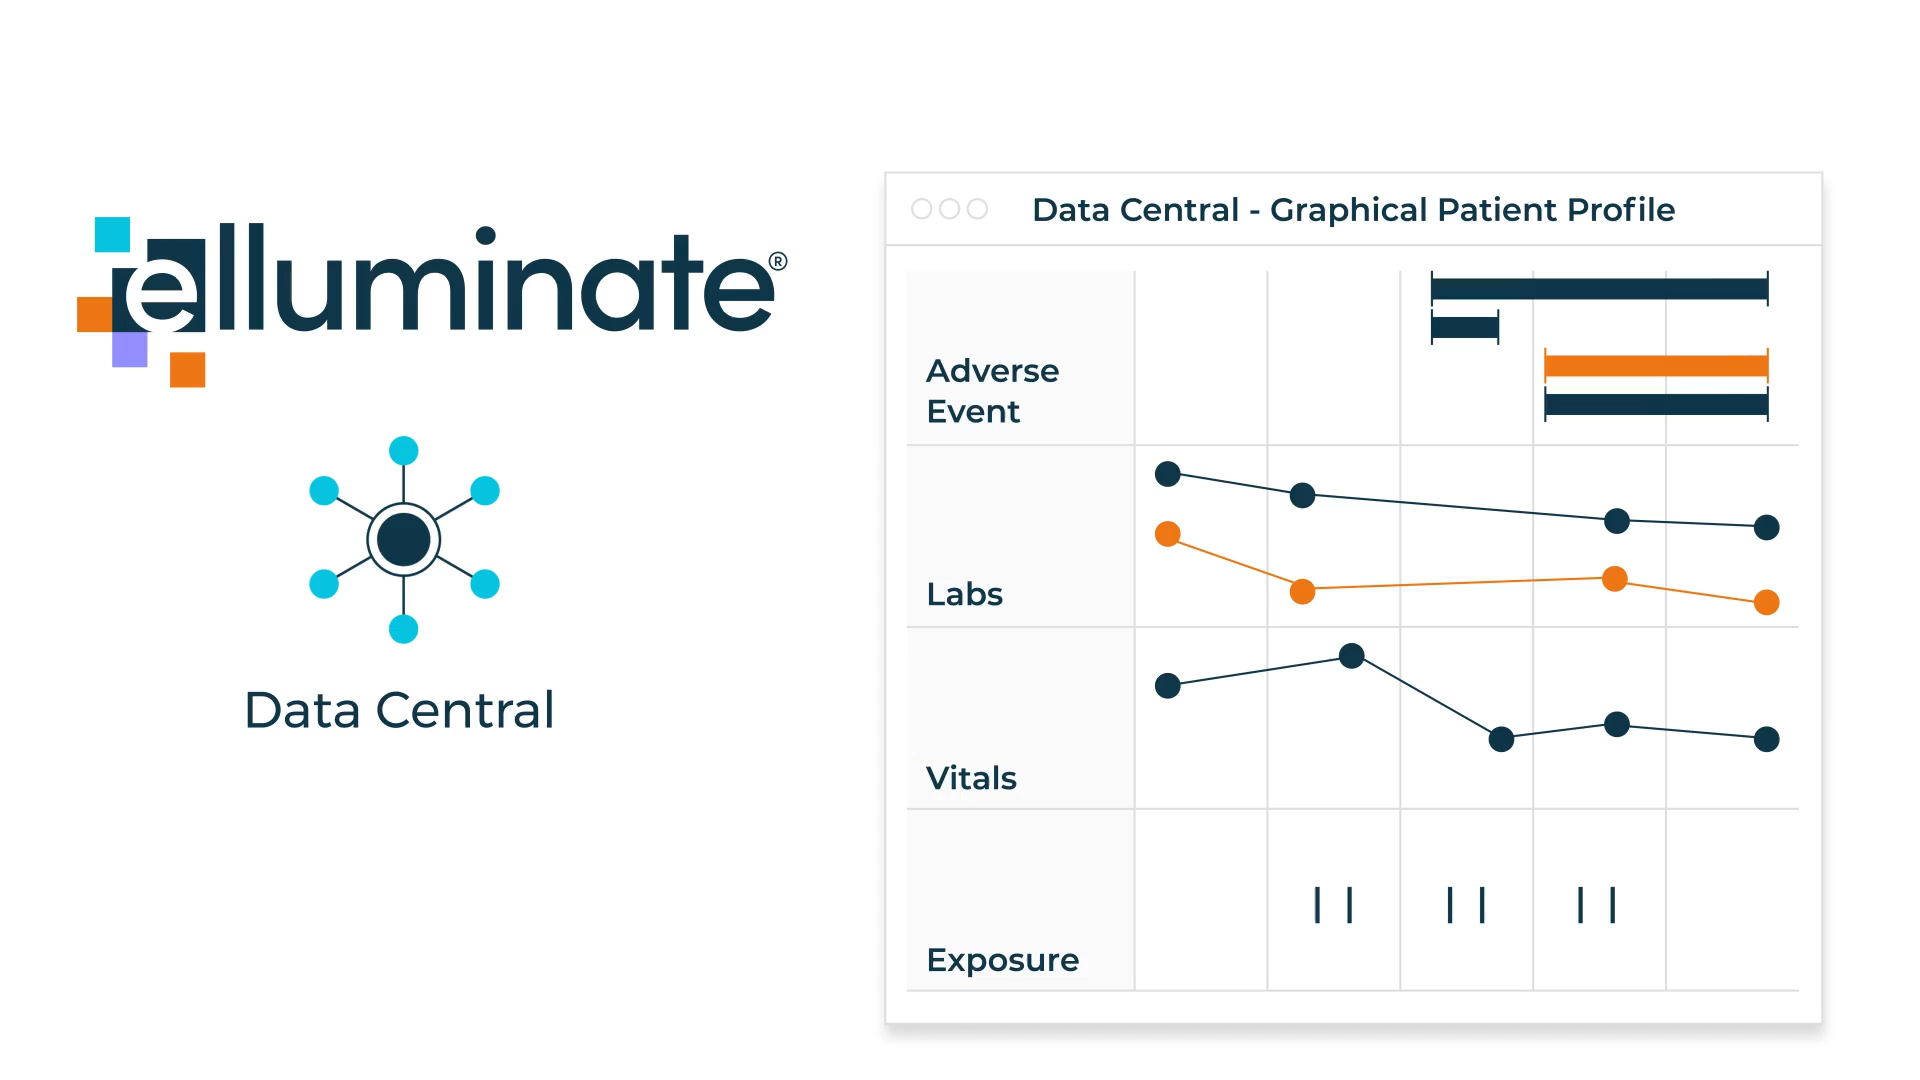 elluminate®
Data Central
Data Central - Graphical Patient Profile
Adverse
Event
Labs
Vitals
Exposure